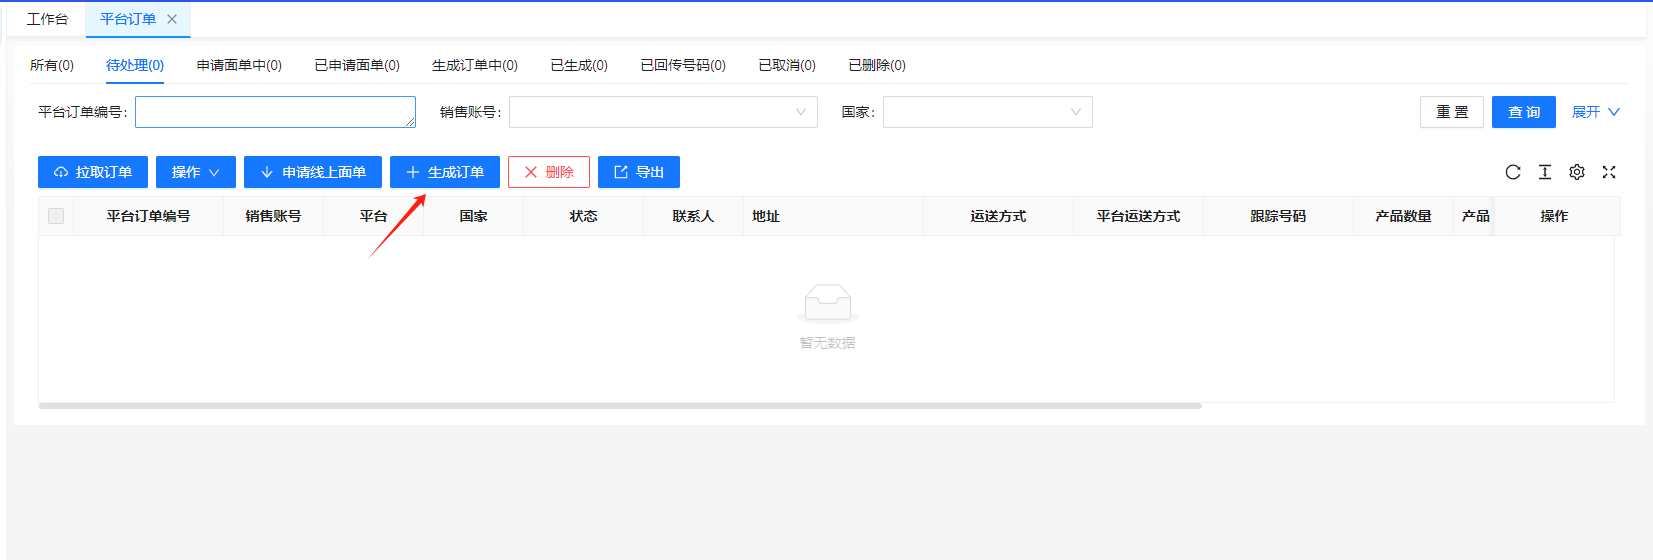 工作台 平台订单
所有(0) 待处理(0) 申请面单中(0) 已申请面单(0) 生成订单中(0) 已生成(0) 已回传号码(0) 已取消(0) 已删除(0)
平台订单编号: 销售账号: 国家: 重 置 查 询 展开
拉取订单 操作 申请线上面单 生成订单 删除 导出
平台订单编号 销售账号 平台 国家 状态 联系人 地址 运送方式 平台运送方式 跟踪号码 产品数量 产品 操作
暂无数据